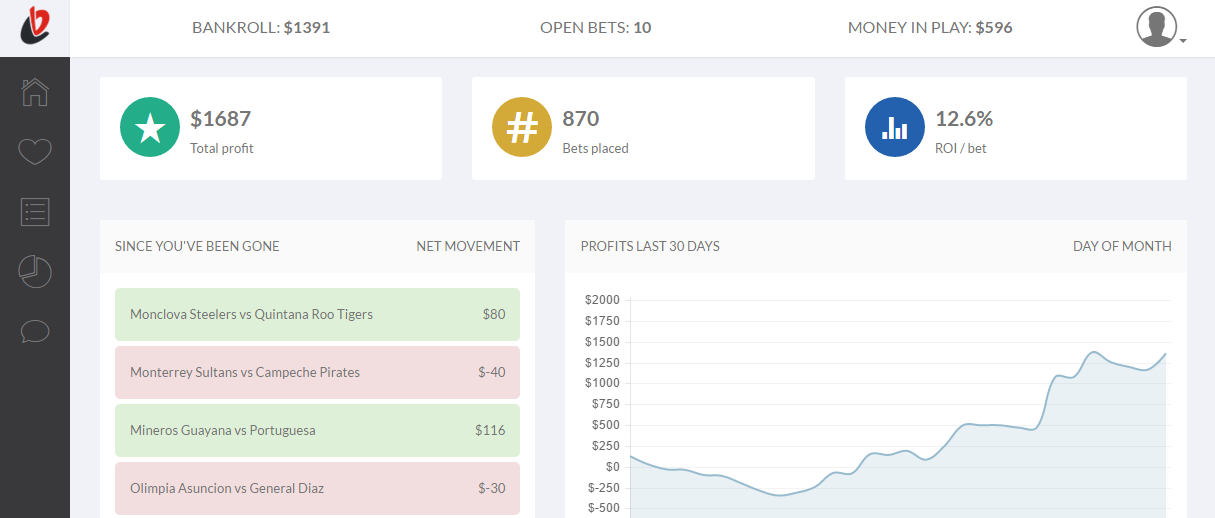 BANKROLL: $1391
OPEN BETS: 10
MONEY IN PLAY: $596
$1687
Total profit
870
Bets placed
12.6%
ROI / bet
SINCE YOU'VE BEEN GONE
NET MOVEMENT
Monclova Steelers vs Quintana Roo Tigers
$80
Monterrey Sultans vs Campeche Pirates
$-40
Mineros Guayana vs Portuguesa
$116
Olimpia Asuncion vs General Diaz
$-30
PROFITS LAST 30 DAYS
DAY OF MONTH
$2000
$1750
$1500
$1250
$1000
$750
$500
$250
$0
$-250
$-500